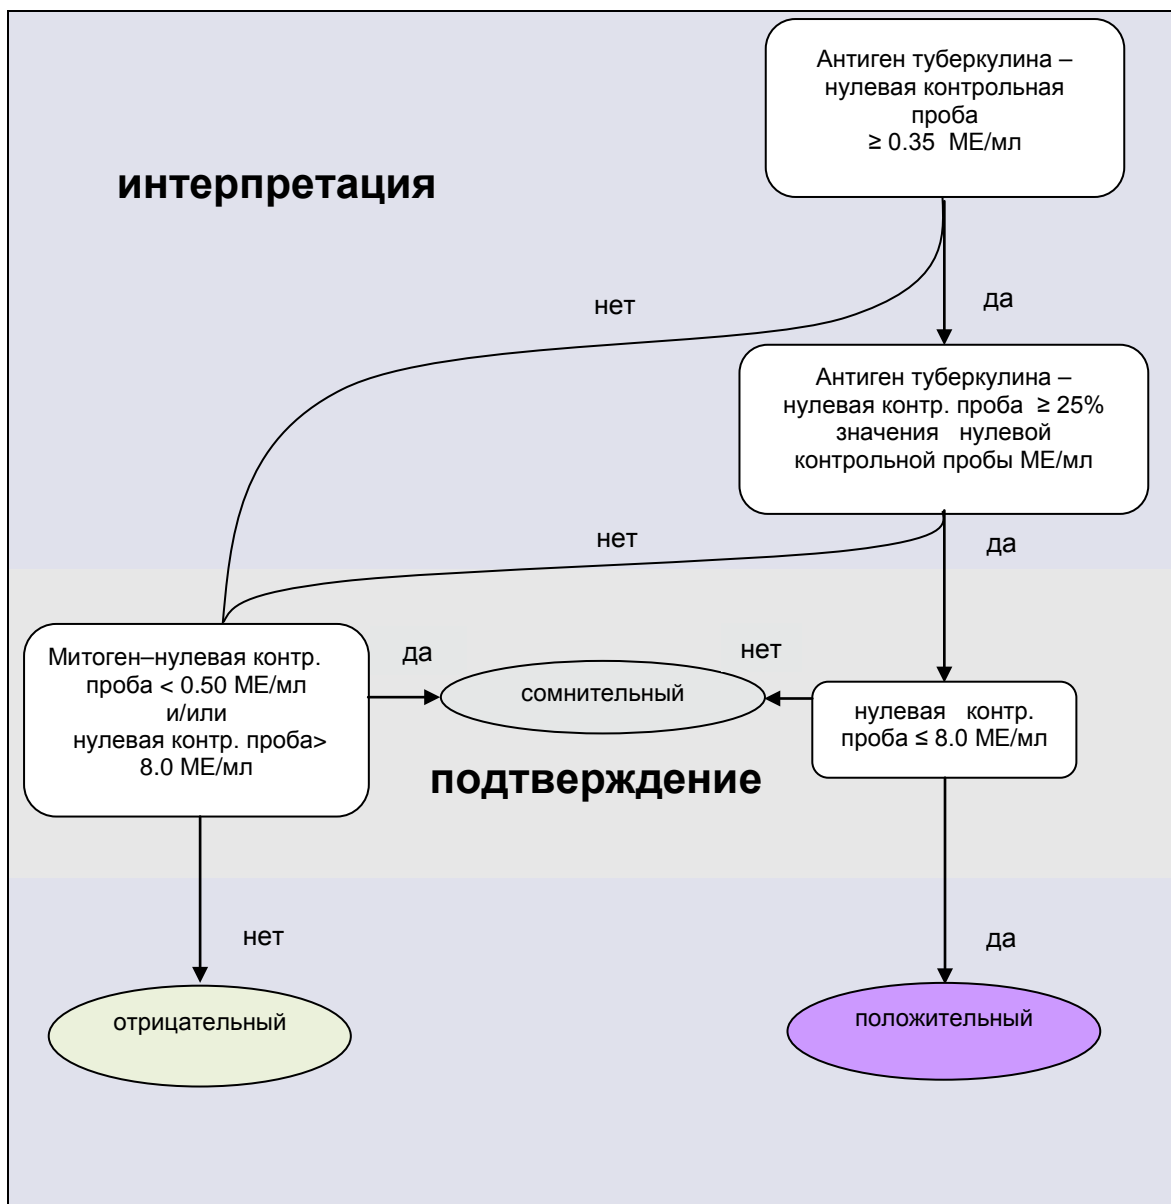 Антиген туберкулина –
нулевая контрольная
проба
≥ 0.35 МЕ/мл
интерпретация
нет
да
Антиген туберкулина –
нулевая контр. проба ≥ 25%
значения нулевой
контрольной пробы МЕ/мл
нет
да
Митоген–нулевая контр.
проба < 0.50 МЕ/мл
и/или
нулевая контр. проба>
8.0 МЕ/мл
да
сомнительный
нет
нулевая контр.
проба ≤ 8.0 МЕ/мл
подтверждение
нет
да
отрицательный
положительный